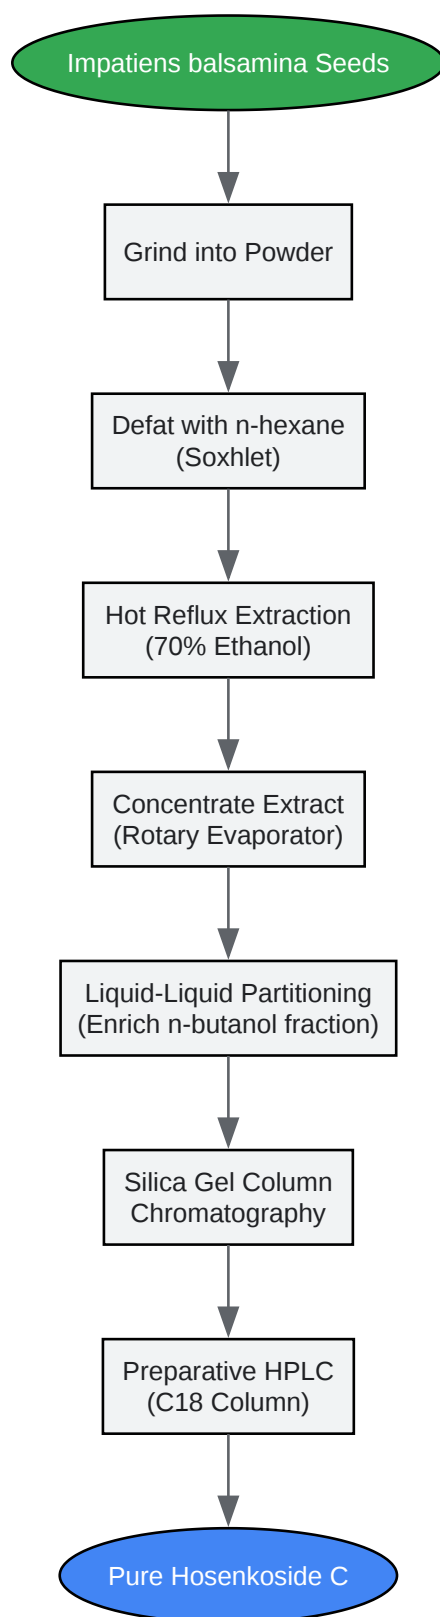 Impatiens balsamina Seeds
Grind into Powder
Defat with n-hexane
(Soxhlet)
Hot Reflux Extraction
(70% Ethanol)
Concentrate Extract
(Rotary Evaporator)
Liquid-Liquid Partitioning
(Enrich n-butanol fraction)
Silica Gel Column
Chromatography
Preparative HPLC
(C18 Column)
Pure Hosenkoside C